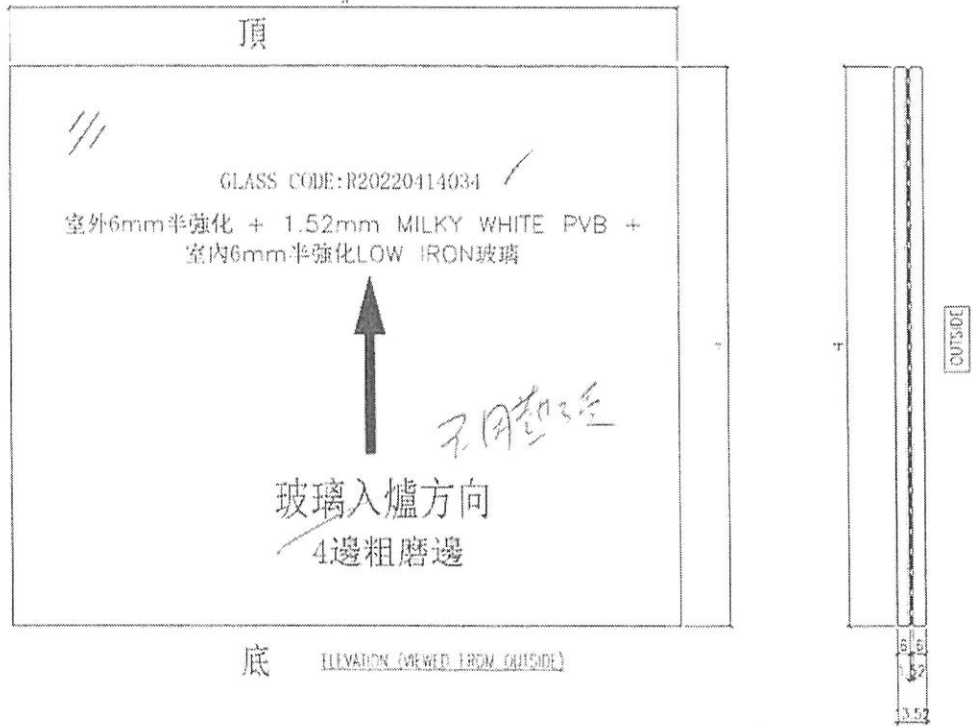 頂
GLASS CODE:R20220414034
室外6mm半強化 + 1.52mm MILKY WHITE PVB +
室內6mm半強化LOW IRON玻璃
不用熱
玻璃入爐方向
4邊粗磨邊
底
ELEVATION (VIEWED FROM OUTSIDE)
OUTSIDE
6 6
1.52
13.52